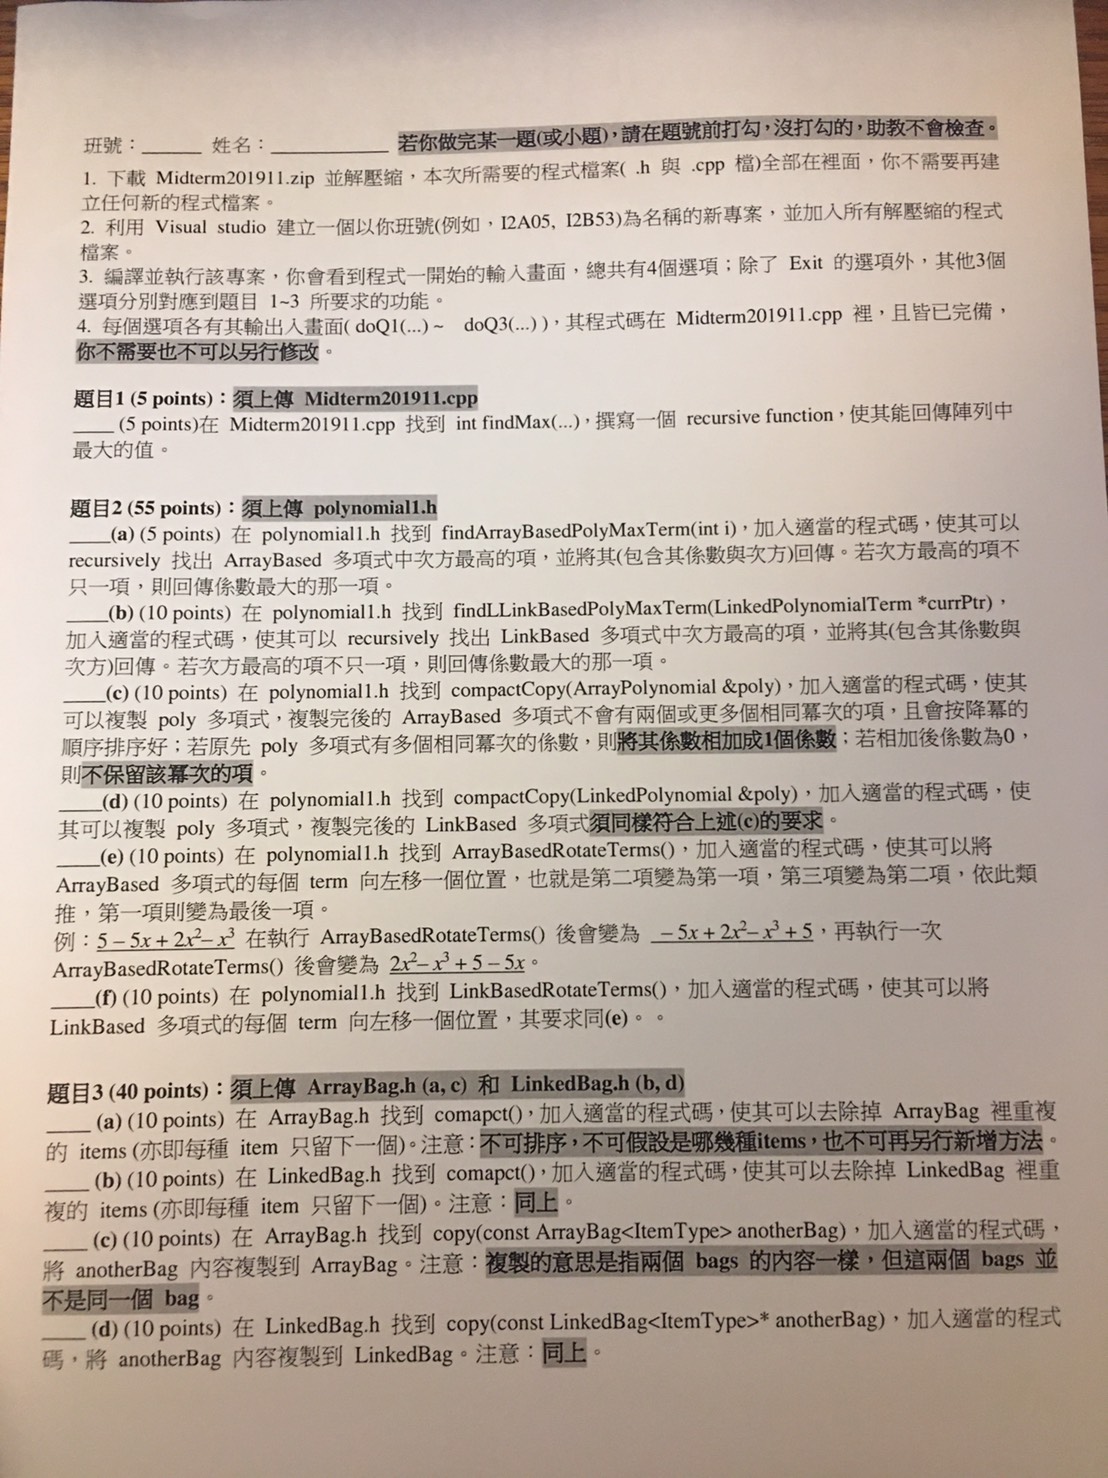 班號：______ 姓名：____________ 若你做完某一題(或小題)，請在題號前打勾，沒打勾的，助教不會檢查。
1. 下載 Midterm201911.zip 並解壓縮，本次所需要的程式檔案( .h 與 .cpp 檔)全部在裡面，你不需要再建
立任何新的程式檔案。
2. 利用 Visual studio 建立一個以你班號(例如，I2A05, I2B53)為名稱的新專案，並加入所有解壓縮的程式
檔案。
3. 編譯並執行該專案，你會看到程式一開始的輸入畫面，總共有4個選項；除了 Exit 的選項外，其他3個
選項分別對應到題目 1~3 所要求的功能。
4. 每個選項各有其輸出入畫面( doQ1(...) ~ doQ3(...) )，其程式碼在 Midterm201911.cpp 裡，且皆已完備，
你不需要也不可以另行修改。
題目1 (5 points)：須上傳 Midterm201911.cpp
____ (5 points)在 Midterm201911.cpp 找到 int findMax(...)，撰寫一個 recursive function，使其能回傳陣列中
最大的值。
題目2 (55 points)：須上傳 polynomial1.h
____(a) (5 points) 在 polynomial1.h 找到 findArrayBasedPolyMaxTerm(int i)，加入適當的程式碼，使其可以
recursively 找出 ArrayBased 多項式中次方最高的項，並將其(包含其係數與次方)回傳。若次方最高的項不
只一項，則回傳係數最大的那一項。
____(b) (10 points) 在 polynomial1.h 找到 findLLinkBasedPolyMaxTerm(LinkedPolynomialTerm *currPtr)，
加入適當的程式碼，使其可以 recursively 找出 LinkBased 多項式中次方最高的項，並將其(包含其係數與
次方)回傳。若次方最高的項不只一項，則回傳係數最大的那一項。
____(c) (10 points) 在 polynomial1.h 找到 compactCopy(ArrayPolynomial &poly)，加入適當的程式碼，使其
可以複製 poly 多項式，複製完後的 ArrayBased 多項式不會有兩個或更多個相同冪次的項，且會按降冪的
順序排序好；若原先 poly 多項式有多個相同冪次的係數，則將其係數相加成1個係數；若相加後係數為0，
則不保留該冪次的項。
____(d) (10 points) 在 polynomial1.h 找到 compactCopy(LinkedPolynomial &poly)，加入適當的程式碼，使
其可以複製 poly 多項式，複製完後的 LinkBased 多項式須同樣符合上述(c)的要求。
____(e) (10 points) 在 polynomial1.h 找到 ArrayBasedRotateTerms()，加入適當的程式碼，使其可以將
ArrayBased 多項式的每個 term 向左移一個位置，也就是第二項變為第一項，第三項變為第二項，依此類
推，第一項則變為最後一項。
例：5 – 5x + 2x²– x³ 在執行 ArrayBasedRotateTerms() 後會變為 – 5x + 2x²– x³ + 5，再執行一次
ArrayBasedRotateTerms() 後會變為 2x²– x³ + 5 – 5x。
____(f) (10 points) 在 polynomial1.h 找到 LinkBasedRotateTerms()，加入適當的程式碼，使其可以將
LinkBased 多項式的每個 term 向左移一個位置，其要求同(e)。。
題目3 (40 points)：須上傳 ArrayBag.h (a, c) 和 LinkedBag.h (b, d)
____ (a) (10 points) 在 ArrayBag.h 找到 comapct()，加入適當的程式碼，使其可以去除掉 ArrayBag 裡重複
的 items (亦即每種 item 只留下一個)。注意：不可排序，不可假設是哪幾種items，也不可再另行新增方法。
____ (b) (10 points) 在 LinkedBag.h 找到 comapct()，加入適當的程式碼，使其可以去除掉 LinkedBag 裡重
複的 items (亦即每種 item 只留下一個)。注意：同上。
____ (c) (10 points) 在 ArrayBag.h 找到 copy(const ArrayBag<ItemType> anotherBag)，加入適當的程式碼，
將 anotherBag 內容複製到 ArrayBag。注意：複製的意思是指兩個 bags 的內容一樣，但這兩個 bags 並
不是同一個 bag。
____ (d) (10 points) 在 LinkedBag.h 找到 copy(const LinkedBag<ItemType>* anotherBag)，加入適當的程式
碼，將 anotherBag 內容複製到 LinkedBag。注意：同上。